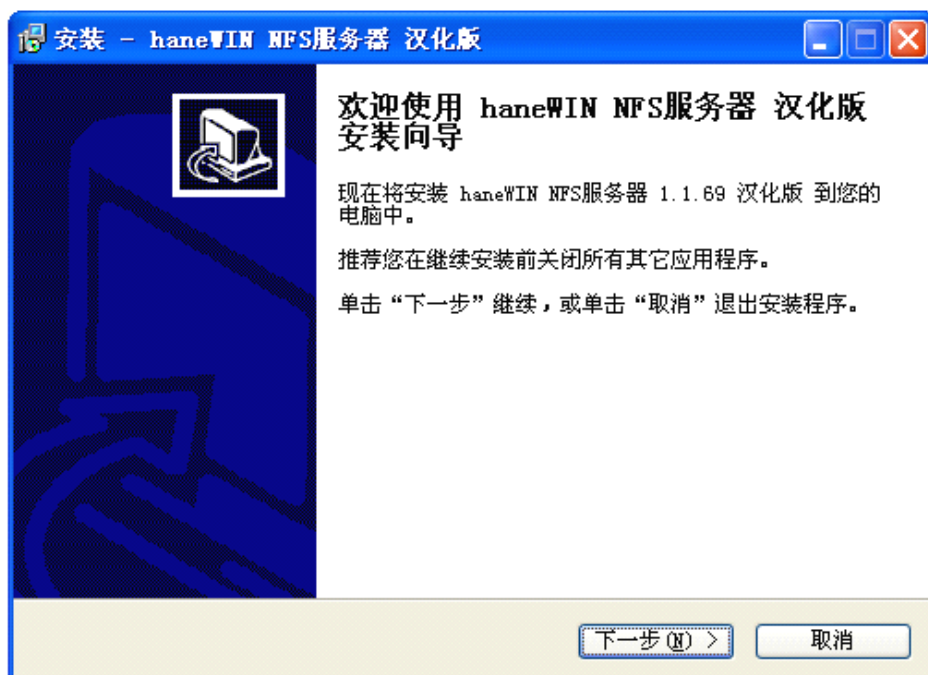 安装 - haneWIN NFS服务器 汉化版
欢迎使用 haneWIN NFS服务器 汉化版
安装向导
现在将安装 haneWIN NFS服务器 1.1.69 汉化版 到您的
电脑中。
推荐您在继续安装前关闭所有其它应用程序。
单击“下一步”继续，或单击“取消”退出安装程序。
下一步(N) >
取消